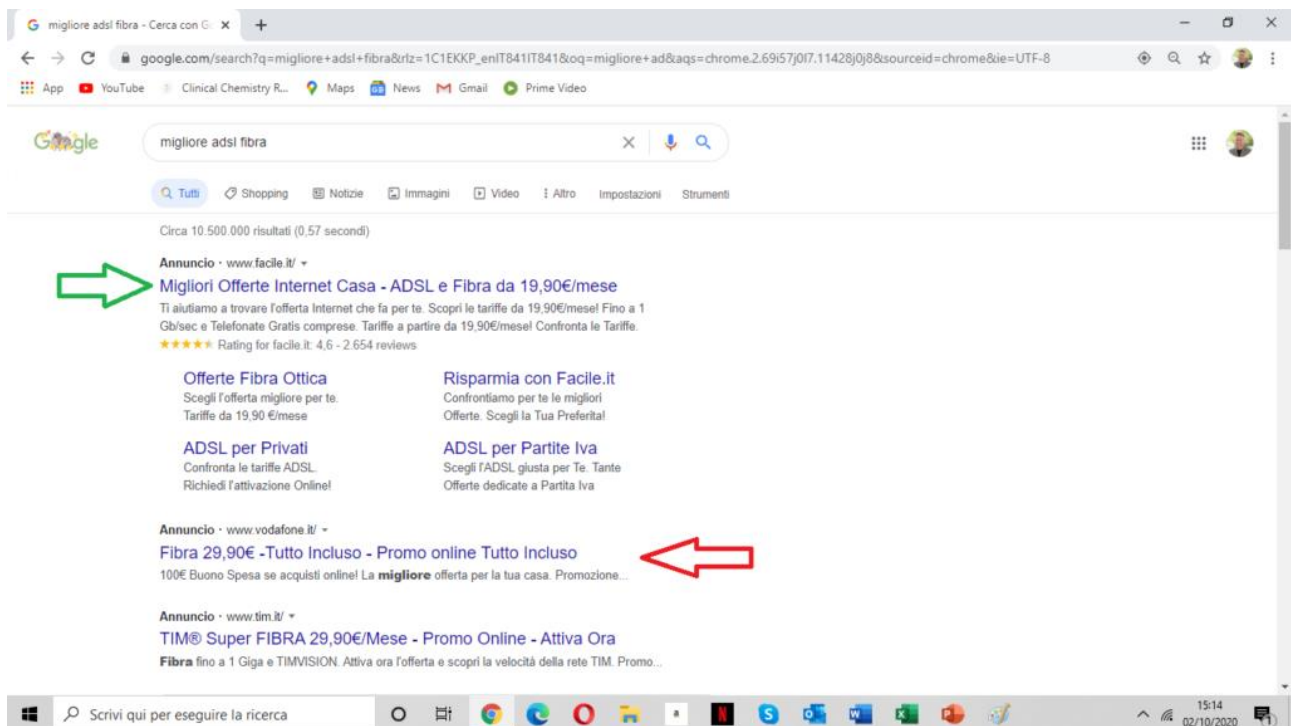 migliore adsl fibra - Cerca con G
google.com/search?q=migliore+adsl+fibra&rlz=1C1EKKP_enIT841IT841&oq=migliore+ad&aqs=chrome.2.69i57j0l7.11428j0j8&sourceid=chrome&ie=UTF-8
App YouTube Clinical Chemistry R... Maps News Gmail Prime Video
migliore adsl fibra
Tutti Shopping Notizie Immagini Video Altro Impostazioni Strumenti
Circa 10.500.000 risultati (0,57 secondi)
Annuncio · www.facile.it/
Migliori Offerte Internet Casa - ADSL e Fibra da 19,90€/mese
Ti aiutiamo a trovare l'offerta Internet che fa per te. Scopri le tariffe da 19,90€/mese! Fino a 1
Gb/sec e Telefonate Gratis comprese. Tariffe a partire da 19,90€/mese! Confronta le Tariffe.
Rating for facile.it: 4,6 - 2.654 reviews
Offerte Fibra Ottica
Scegli l'offerta migliore per te.
Tariffe da 19,90 €/mese
Risparmia con Facile.it
Confrontiamo per te le migliori
Offerte. Scegli la Tua Preferita!
ADSL per Privati
Confronta le tariffe ADSL.
Richiedi l'attivazione Online!
ADSL per Partite Iva
Scegli l'ADSL giusta per Te. Tante
Offerte dedicate a Partita Iva
Annuncio · www.vodafone.it/
Fibra 29,90€ -Tutto Incluso - Promo online Tutto Incluso
100€ Buono Spesa se acquisti online! La migliore offerta per la tua casa. Promozione...
Annuncio · www.tim.it/
TIM® Super FIBRA 29,90€/Mese - Promo Online - Attiva Ora
Fibra fino a 1 Giga e TIMVISION. Attiva ora l'offerta e scopri la velocità della rete TIM. Promo...
Scrivi qui per eseguire la ricerca
15:14
02/10/2020